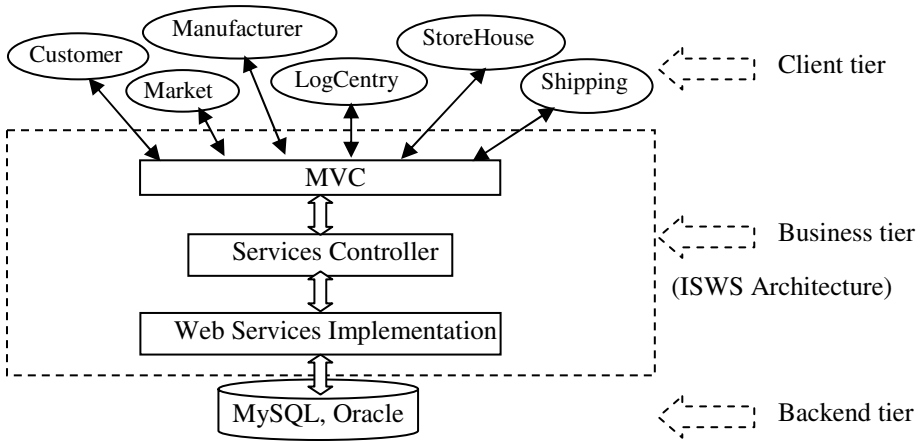 Manufacturer
StoreHouse
Customer
Client tier
LogCentry
Shipping
Market
MVC
Business tier
Services Controller
(ISWS Architecture)
Web Services Implementation
MySQL, Oracle
Backend tier